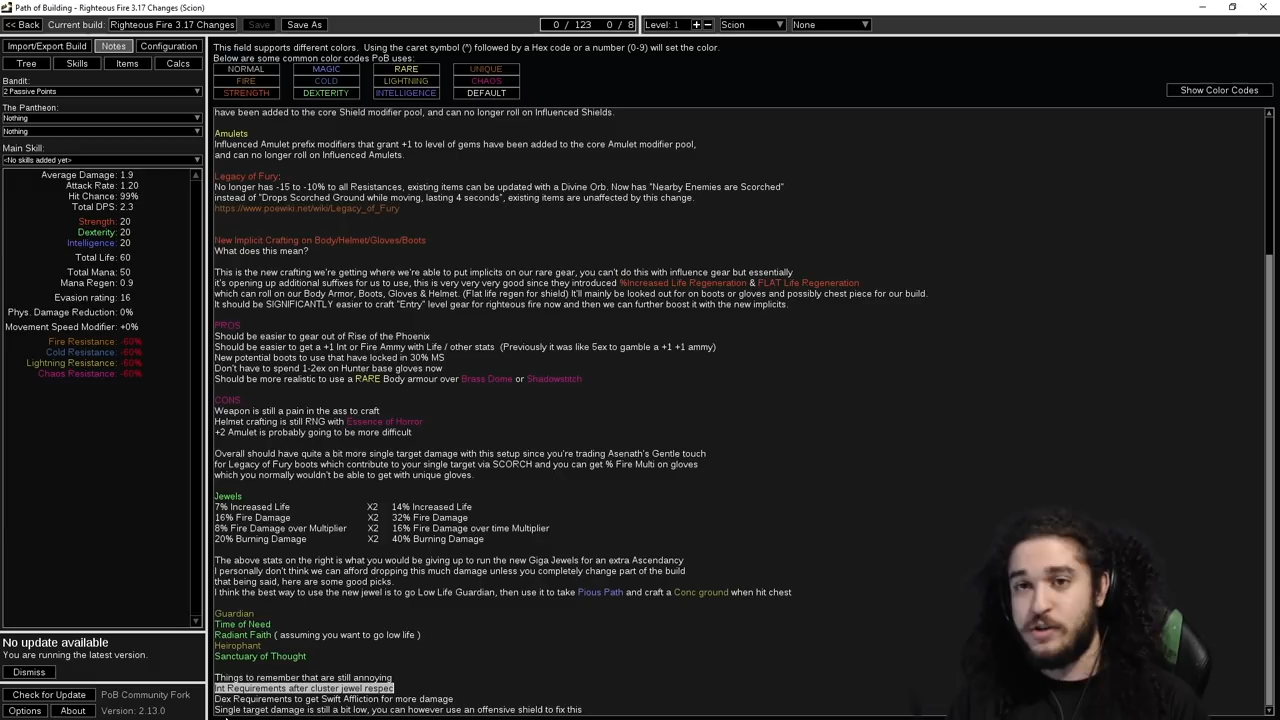 Path of Building - Righteous Fire 3.17 Changes (Scion)
<< Back
Current build:
Righteous Fire 3.17 Changes
Save
Save As
0 / 123 0 / 8
Level: 1
+
Scion
None
Import/Export Build
Notes
Configuration
Tree
Skills
Items
Calcs
Bandit:
2 Passive Points
The Pantheon:
Nothing
Nothing
Main Skill:
<No skills added yet>
Average Damage: 1.9
Attack Rate: 1.20
Hit Chance: 99%
Total DPS: 2.3
Strength: 20
Dexterity: 20
Intelligence: 20
Total Life: 60
Total Mana: 50
Mana Regen: 0.9
Evasion rating: 16
Phys. Damage Reduction: 0%
Movement Speed Modifier: +0%
Fire Resistance: -60%
Cold Resistance: -60%
Lightning Resistance: -60%
Chaos Resistance: -60%
No update available
You are running the latest version.
Dismiss
Check for Update
PoB Community Fork
Options
About
Version: 2.13.0
This field supports different colors. Using the caret symbol (^) followed by a Hex code or a number (0-9) will set the color.
Below are some common color codes PoB uses:
NORMAL
MAGIC
RARE
UNIQUE
FIRE
COLD
LIGHTNING
CHAOS
STRENGTH
DEXTERITY
INTELLIGENCE
DEFAULT
Show Color Codes
have been added to the core Shield modifier pool, and can no longer roll on Influenced Shields.
Amulets
Influenced Amulet prefix modifiers that grant +1 to level of gems have been added to the core Amulet modifier pool,
and can no longer roll on Influenced Amulets.
Legacy of Fury:
No longer has -15 to -10% to all Resistances, existing items can be updated with a Divine Orb. Now has "Nearby Enemies are Scorched"
instead of "Drops Scorched Ground while moving, lasting 4 seconds", existing items are unaffected by this change.
https://www.poewiki.net/wiki/Legacy_of_Fury
New Implicit Crafting on Body/Helmet/Gloves/Boots
What does this mean?
This is the new crafting we're getting where we're able to put implicits on our rare gear, you can't do this with influence gear but essentially
it's opening up additional suffixes for us to use, this is very very very good since they introduced %Increased Life Regeneration & FLAT Life Regeneration
which can roll on our Body Armor, Boots, Gloves & Helmet. (Flat life regen for shield) It'll mainly be looked out for on boots or gloves and possibly chest piece for our build.
It should be SIGNIFICANTLY easier to craft "Entry" level gear for righteous fire now and then we can further boost it with the new implicits.
PROS
Should be easier to gear out of Rise of the Phoenix
Should be easier to get a +1 Int or Fire Ammy with Life / other stats (Previously it was like 5ex to gamble a +1 +1 ammy)
New potential boots to use that have locked in 30% MS
Don't have to spend 1-2ex on Hunter base gloves now
Should be more realistic to use a RARE Body armour over Brass Dome or Shadowstitch
CONS
Weapon is still a pain in the ass to craft
Helmet crafting is still RNG with Essence of Horror
+2 Amulet is probably going to be more difficult
Overall should have quite a bit more single target damage with this setup since you're trading Asenath's Gentle touch
for Legacy of Fury boots which contribute to your single target via SCORCH and you can get % Fire Multi on gloves
which you normally wouldn't be able to get with unique gloves.
Jewels
7% Increased Life X2 14% Increased Life
16% Fire Damage X2 32% Fire Damage
8% Fire Damage over Multiplier X2 16% Fire Damage over time Multiplier
20% Burning Damage X2 40% Burning Damage
The above stats on the right is what you would be giving up to run the new Giga Jewels for an extra Ascendancy
I personally don't think we can afford dropping this much damage unless you completely change part of the build
that being said, here are some good picks.
I think the best way to use the new jewel is to go Low Life Guardian, then use it to take Pious Path and craft a Conc ground when hit chest
Guardian
Time of Need
Radiant Faith ( assuming you want to go low life )
Heirophant
Sanctuary of Thought
Things to remember that are still annoying
Int Requirements after cluster jewel respec
Dex Requirements to get Swift Affliction for more damage
Single target damage is still a bit low, you can however use an offensive shield to fix this